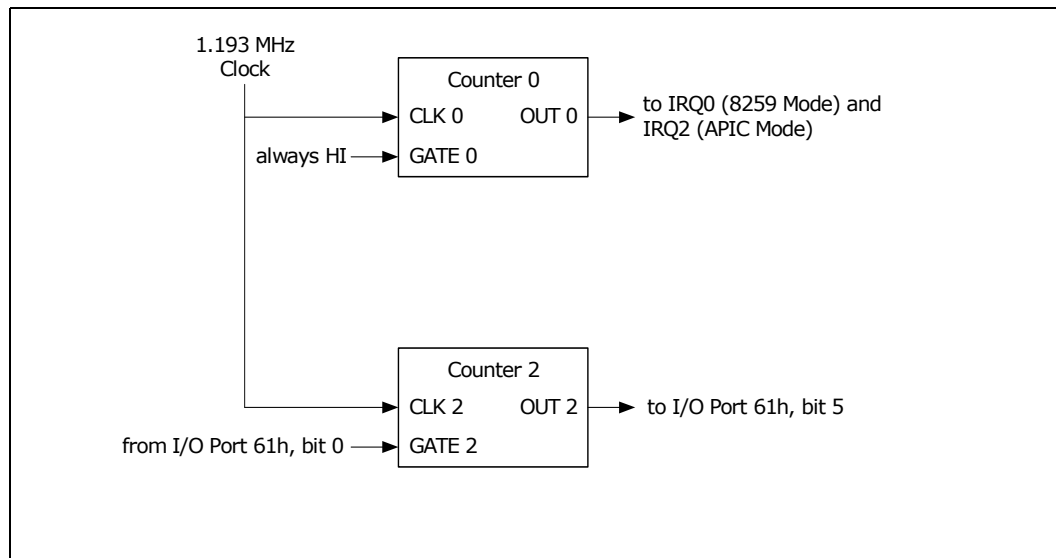 1.193 MHz
Clock
Counter 0
CLK 0 OUT 0
to IRQ0 (8259 Mode) and
IRQ2 (APIC Mode)
always HI
GATE 0
Counter 2
CLK 2 OUT 2
to I/O Port 61h, bit 5
from I/O Port 61h, bit 0
GATE 2